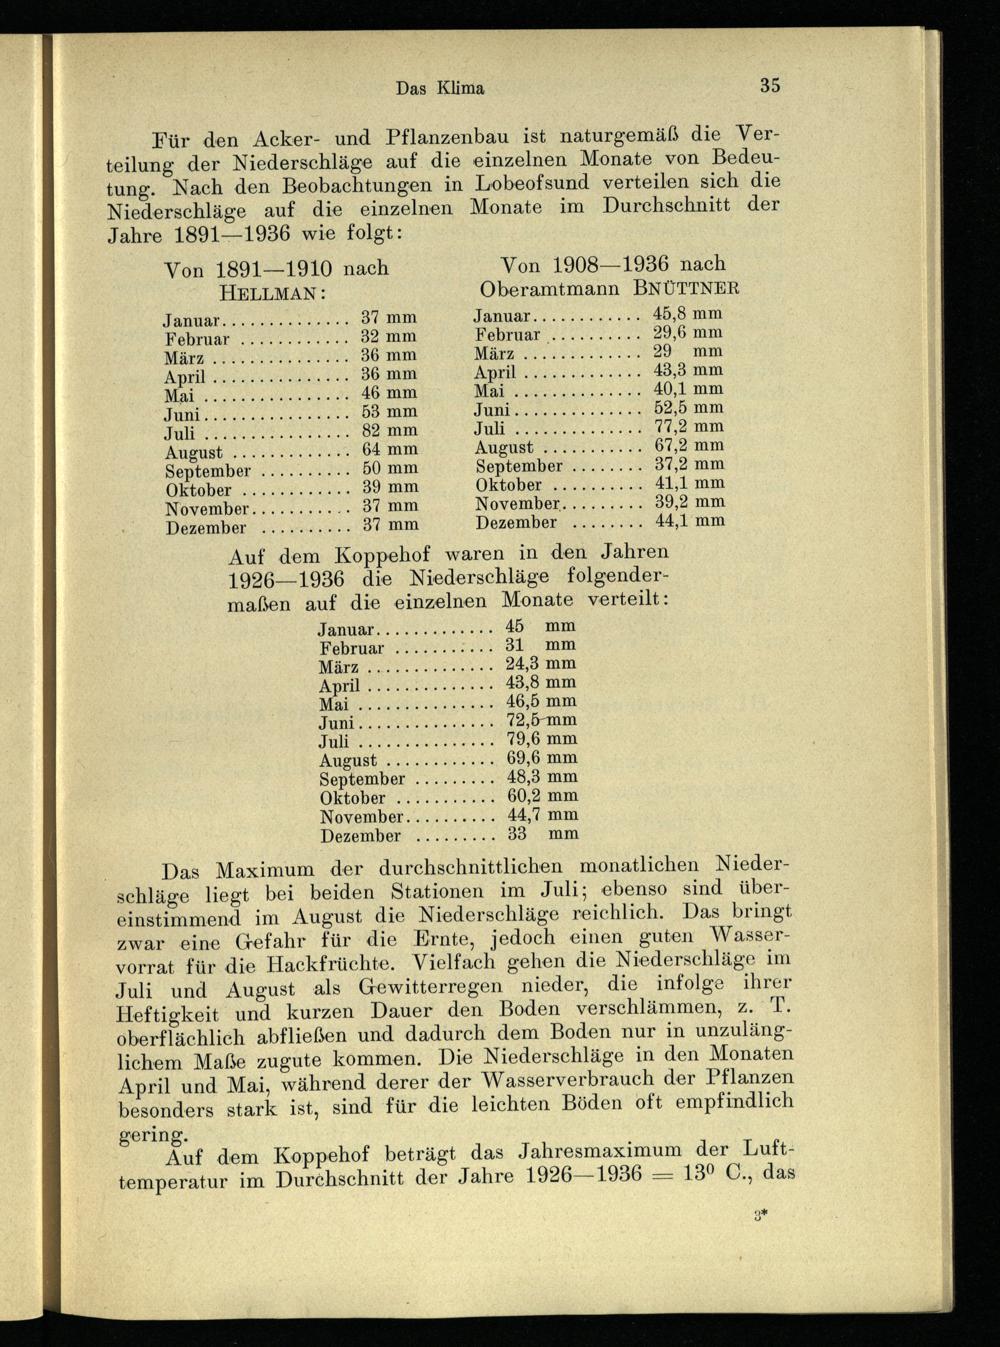 Das Klima 35
Für den Acker- und Pflanzenbau ist naturgemäß die Ver-
teilung der Niederschläge auf die einzelnen Monate von Bedeu-
tung. Nach den Beobachtungen in Lobeofsund verteilen sich die
Niederschläge auf die einzelnen Monate im Durchschnitt der
Jahre 1891—1936 wie folgt:
Von 1891—1910 nach
HELLMAN:
Januar.............. 37 mm
Februar ............ 32 mm
März ............... 36 mm
April ............... 36 mm
Mai ................ 46 mm
Juni................ 53 mm
Juli ................ 82 mm
August ............. 64 mm
September .......... 50 mm
Oktober ............ 39 mm
November........... 37 mm
Dezember .......... 37 mm
Von 1908—1936 nach
Oberamtmann BNÜTTNER
Januar............ 45,8 mm
Februar .......... 29,6 mm
März ............. 29 mm
April ............. 43,3 mm
Mai .............. 40,1 mm
Juni.............. 52,5 mm
Juli .............. 77,2 mm
August ........... 67,2 mm
September ........ 37,2 mm
Oktober .......... 41,1 mm
November......... 39,2 mm
Dezember ........ 44,1 mm
Auf dem Koppehof waren in den Jahren
1926—1936 die Niederschläge folgender-
maßen auf die einzelnen Monate verteilt:
Januar............. 45 mm
Februar ........... 31 mm
März .............. 24,3 mm
April .............. 43,8 mm
Mai ............... 46,5 mm
Juni............... 72,5 mm
Juli ............... 79,6 mm
August ............ 69,6 mm
September ......... 48,3 mm
Oktober ........... 60,2 mm
November.......... 44,7 mm
Dezember ......... 33 mm
Das Maximum der durchschnittlichen monatlichen Nieder-
schläge liegt bei beiden Stationen im Juli; ebenso sind über-
einstimmend im August die Niederschläge reichlich. Das bringt
zwar eine Gefahr für die Ernte, jedoch einen guten Wasser-
vorrat für die Hackfrüchte. Vielfach gehen die Niederschläge im
Juli und August als Gewitterregen nieder, die infolge ihrer
Heftigkeit und kurzen Dauer den Boden verschlämmen, z. T.
oberflächlich abfließen und dadurch dem Boden nur in unzuläng-
lichem Maße zugute kommen. Die Niederschläge in den Monaten
April und Mai, während derer der Wasserverbrauch der Pflanzen
besonders stark ist, sind für die leichten Böden oft empfindlich
gering.
Auf dem Koppehof beträgt das Jahresmaximum der Luft-
temperatur im Durchschnitt der Jahre 1926—1936 = 13⁰ C., das
3*